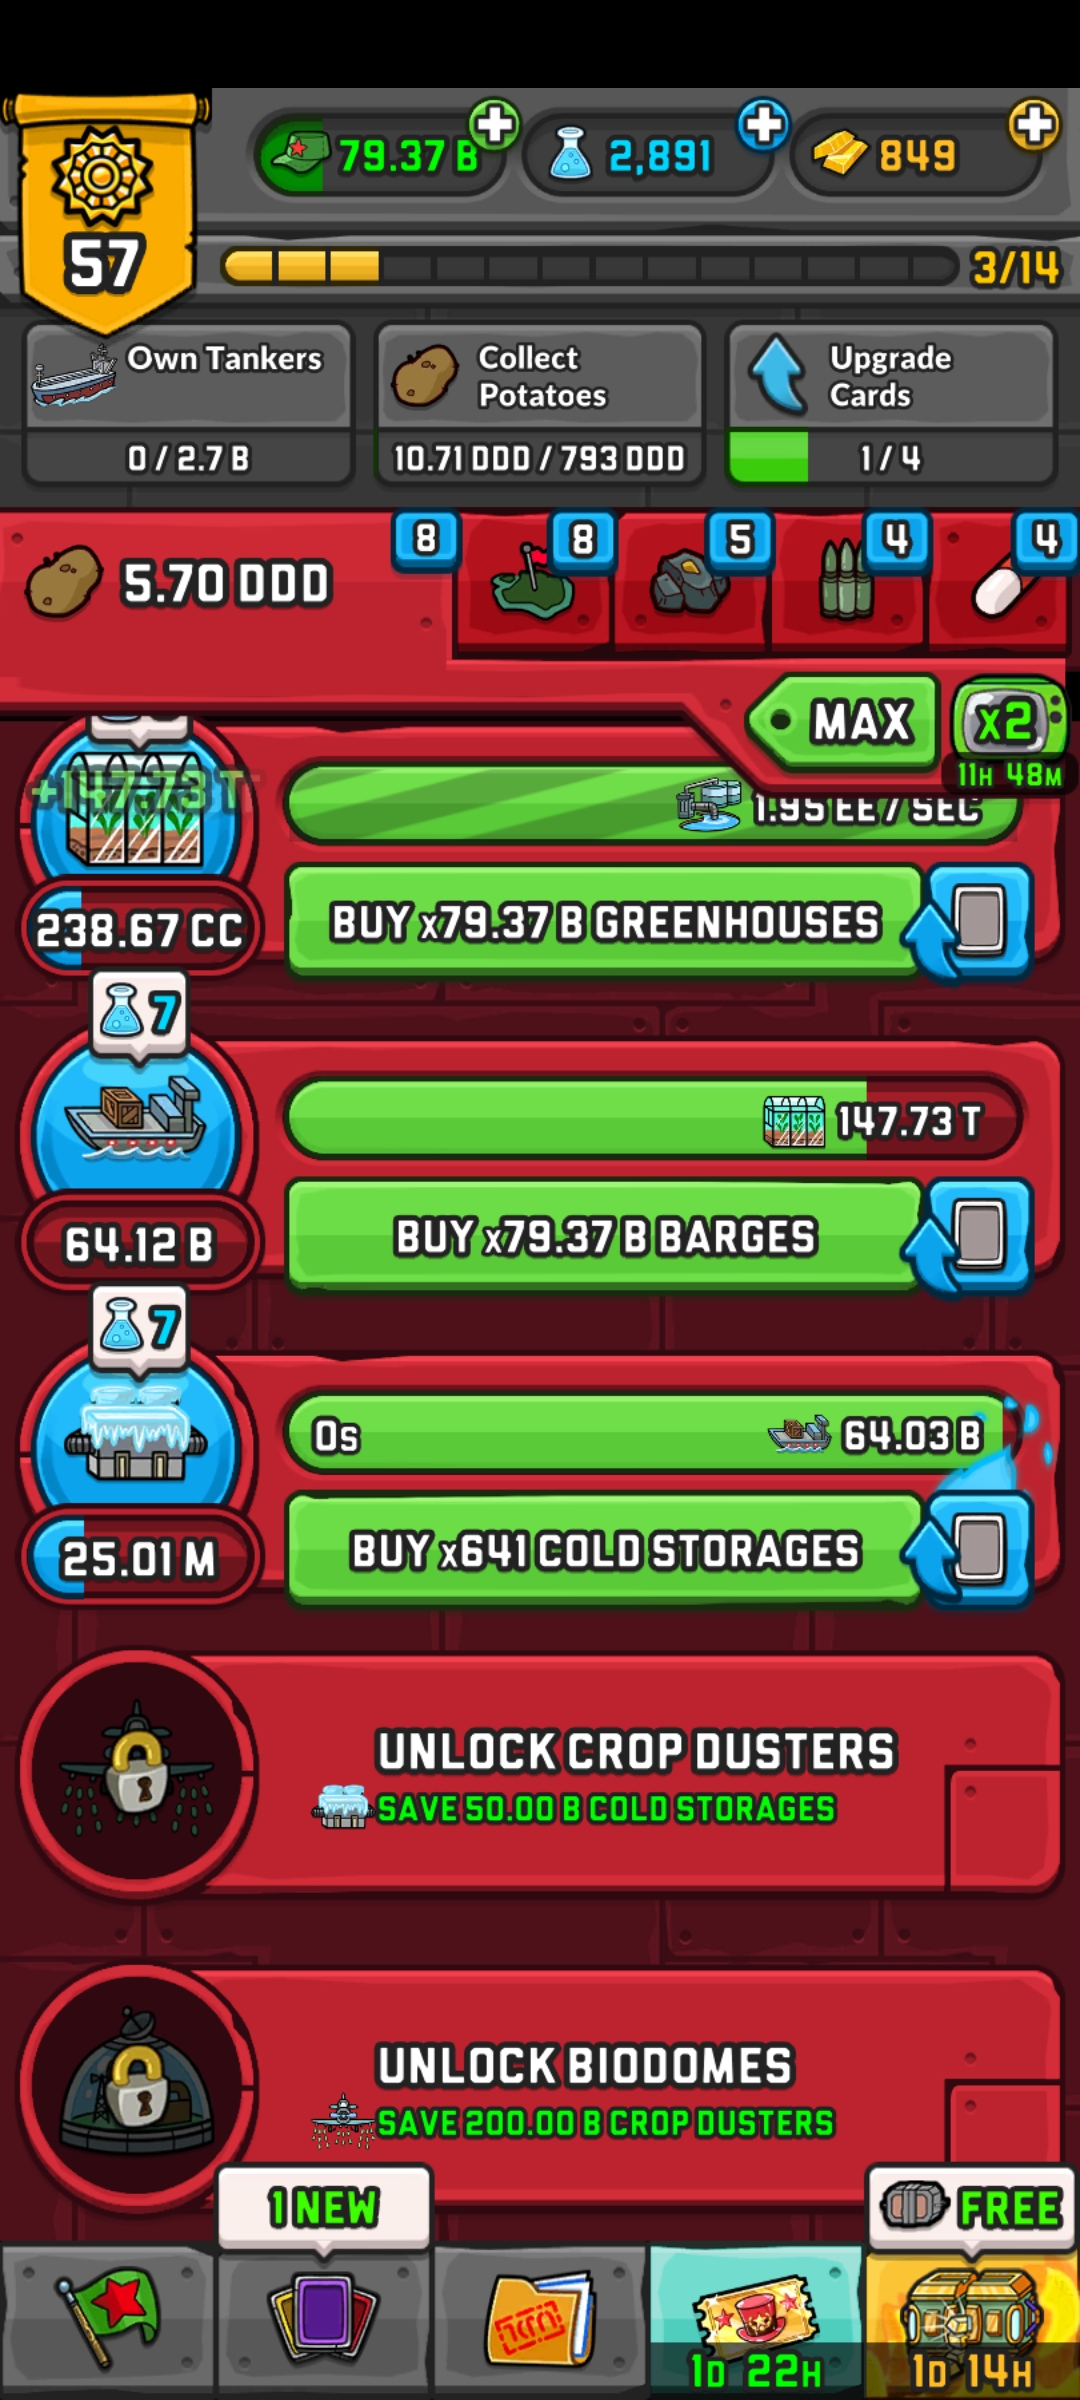 79.37 B
2,891
849
57
3/14
Own Tankers
0 / 2.7 B
Collect
Potatoes
10.71 DDD / 793 DDD
Upgrade
Cards
1 / 4
5.70 DDD
8
8
5
4
4
MAX
x2
11H 48M
+147.73 T
1.95 EE / SEC
238.67 CC
BUY x79.37 B GREENHOUSES
7
147.73 T
64.12 B
BUY x79.37 B BARGES
7
0s
64.03 B
25.01 M
BUY x641 COLD STORAGES
UNLOCK CROP DUSTERS
SAVE 50.00 B COLD STORAGES
UNLOCK BIODOMES
SAVE 200.00 B CROP DUSTERS
1 NEW
FREE
1D 22H
1D 14H